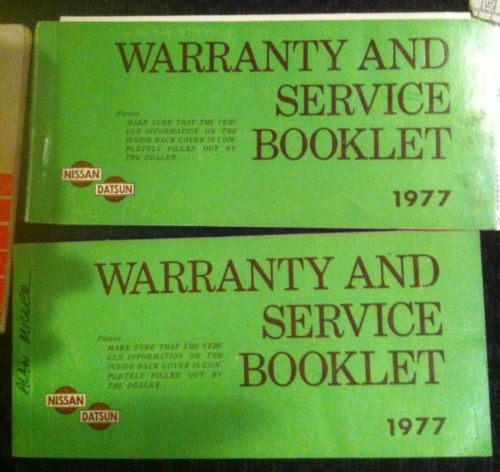 WARRANTY AND
SERVICE
BOOKLET
Please . . .
MAKE SURE THAT THE VEHI-
CLE INFORMATION ON THE
INSIDE BACK COVER IS COM-
PLETELY FILLED OUT BY
THE DEALER . . .
NISSAN
DATSUN
1977
WARRANTY AND
SERVICE
BOOKLET
Please . . .
MAKE SURE THAT THE VEHI-
CLE INFORMATION ON THE
INSIDE BACK COVER IS COM-
PLETELY FILLED OUT BY
THE DEALER . . .
NISSAN
DATSUN
1977
ALAN MILLER